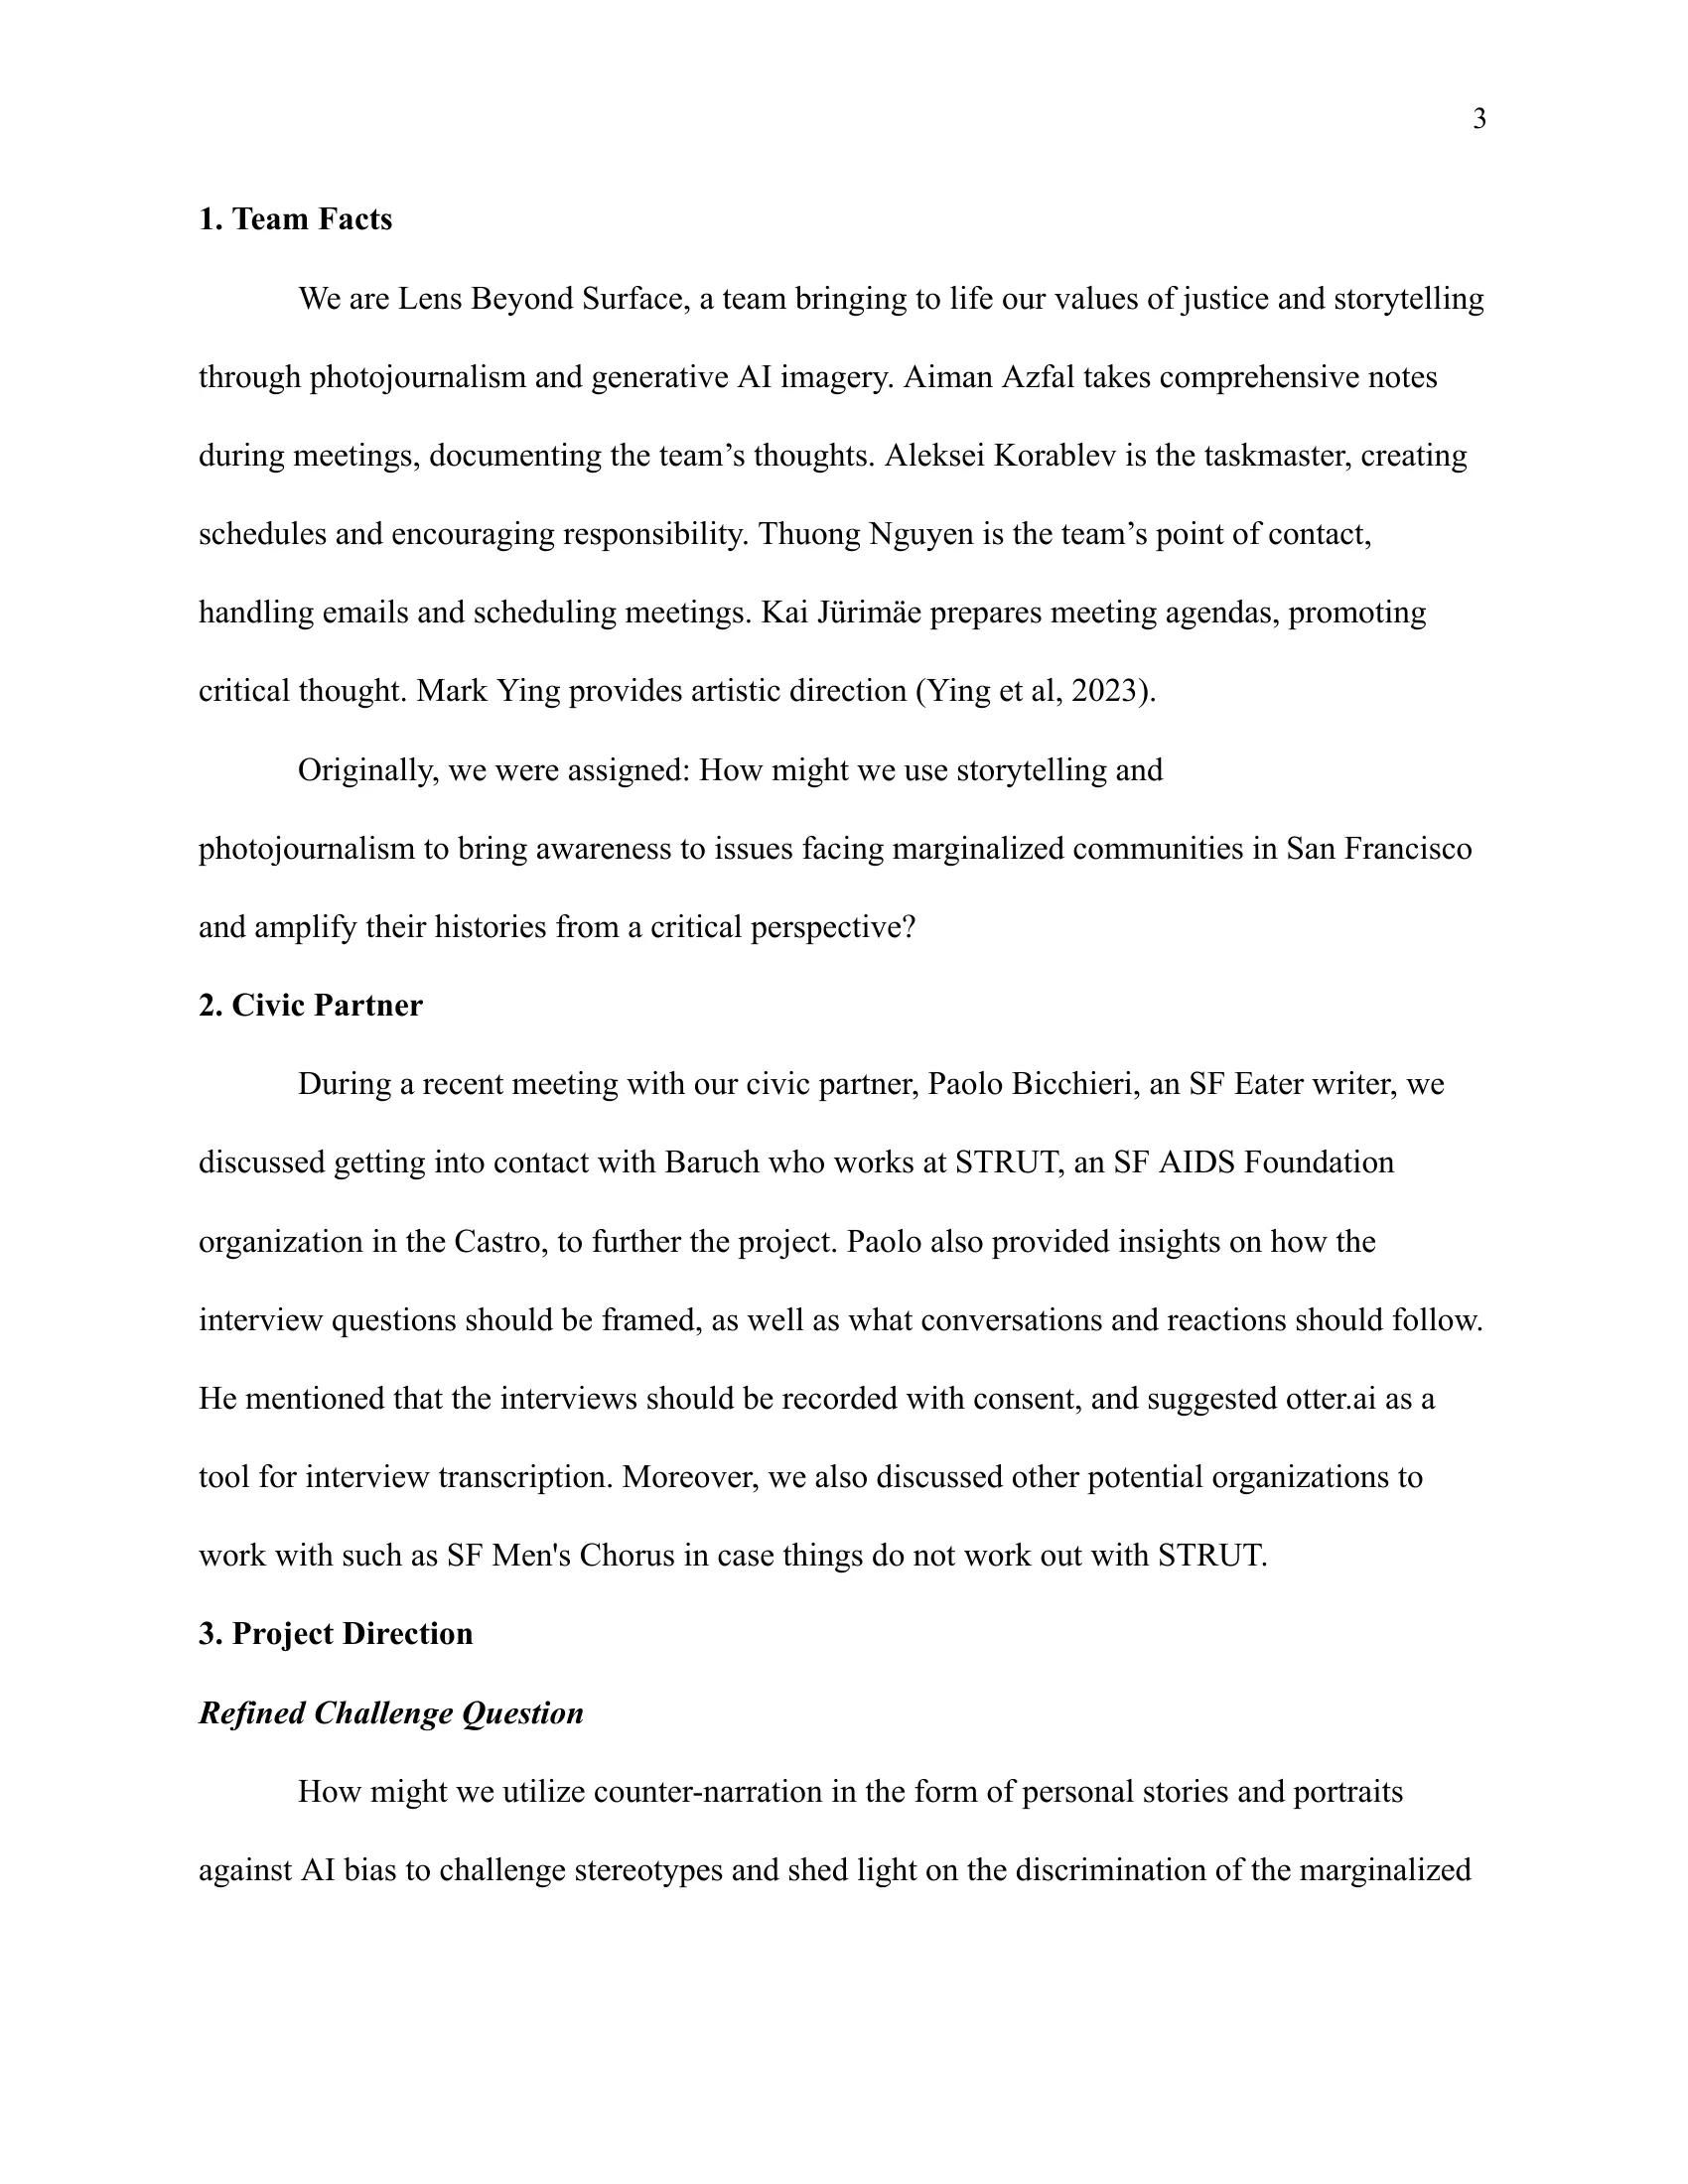 3
1. Team Facts
We are Lens Beyond Surface, a team bringing to life our values of justice and storytelling
through photojournalism and generative AI imagery. Aiman Azfal takes comprehensive notes
during meetings, documenting the team’s thoughts. Aleksei Korablev is the taskmaster, creating
schedules and encouraging responsibility. Thuong Nguyen is the team’s point of contact,
handling emails and scheduling meetings. Kai Jürimäe prepares meeting agendas, promoting
critical thought. Mark Ying provides artistic direction (Ying et al, 2023).
Originally, we were assigned: How might we use storytelling and
photojournalism to bring awareness to issues facing marginalized communities in San Francisco
and amplify their histories from a critical perspective?
2. Civic Partner
During a recent meeting with our civic partner, Paolo Bicchieri, an SF Eater writer, we
discussed getting into contact with Baruch who works at STRUT, an SF AIDS Foundation
organization in the Castro, to further the project. Paolo also provided insights on how the
interview questions should be framed, as well as what conversations and reactions should follow.
He mentioned that the interviews should be recorded with consent, and suggested otter.ai as a
tool for interview transcription. Moreover, we also discussed other potential organizations to
work with such as SF Men's Chorus in case things do not work out with STRUT.
3. Project Direction
Refined Challenge Question
How might we utilize counter-narration in the form of personal stories and portraits
against AI bias to challenge stereotypes and shed light on the discrimination of the marginalized